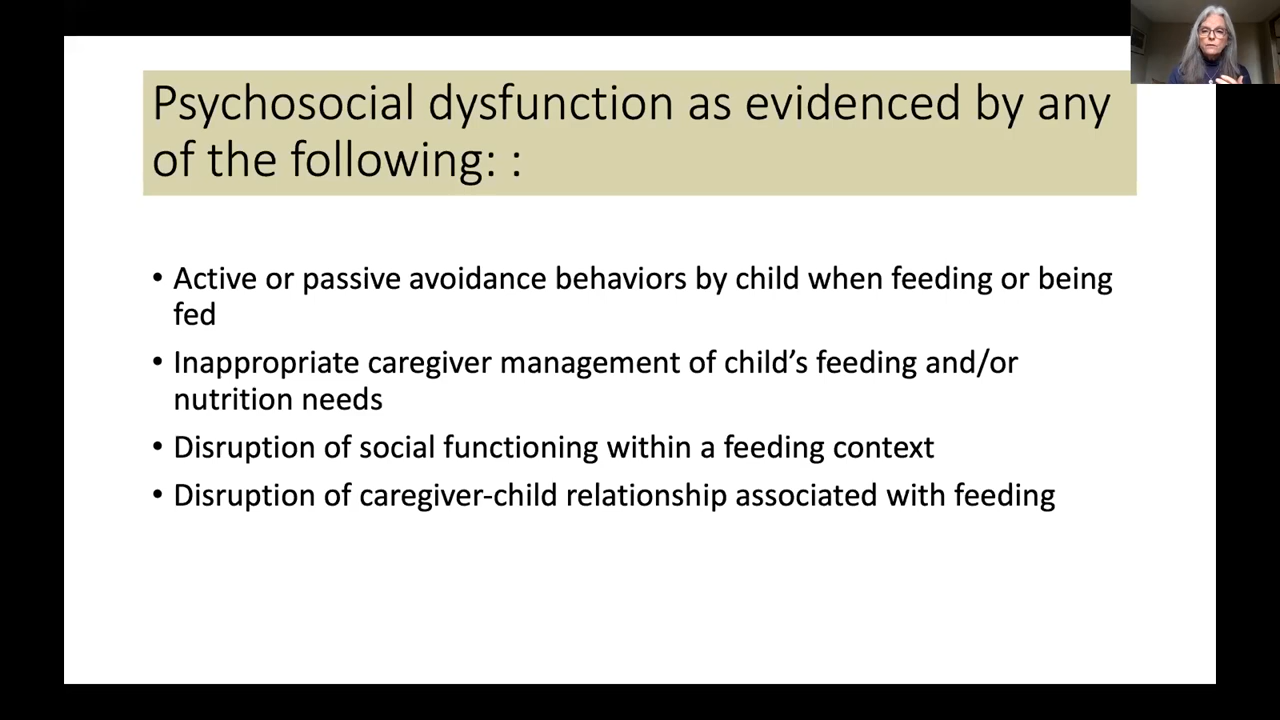 Psychosocial dysfunction as evidenced by any
of the following: :
• Active or passive avoidance behaviors by child when feeding or being
fed
• Inappropriate caregiver management of child’s feeding and/or
nutrition needs
• Disruption of social functioning within a feeding context
• Disruption of caregiver-child relationship associated with feeding